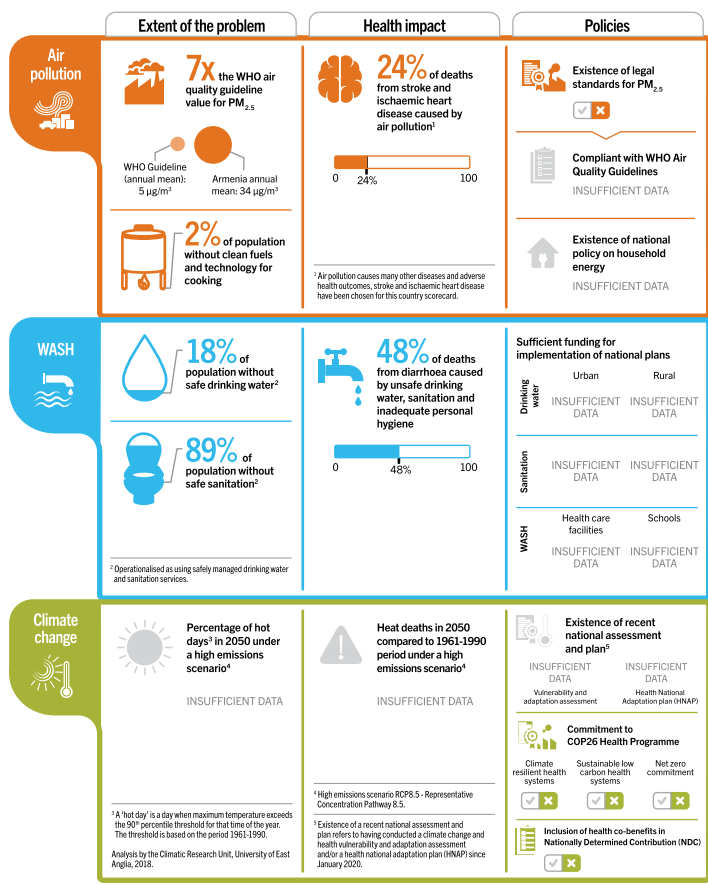 Extent of the problem
Health impact
Policies
Air
pollution
7x the WHO air
quality guideline
value for PM2.5
WHO Guideline
(annual mean):
5 µg/m³
Armenia annual
mean: 34 µg/m³
2% of population
without clean fuels
and technology for
cooking
24% of deaths
from stroke and
ischaemic heart
disease caused by
air pollution¹
0
24%
100
¹ Air pollution causes many other diseases and adverse
health outcomes, stroke and ischaemic heart disease
have been chosen for this country scorecard.
Existence of legal
standards for PM2.5
Compliant with WHO Air
Quality Guidelines
INSUFFICIENT DATA
Existence of national
policy on household
energy
INSUFFICIENT DATA
WASH
18% of
population without
safe drinking water²
89% of
population without
safe sanitation²
² Operationalised as using safely managed drinking water
and sanitation services.
48% of deaths
from diarrhoea caused
by unsafe drinking
water, sanitation and
inadequate personal
hygiene
0
48%
100
Sufficient funding for
implementation of national plans
Urban
Rural
Drinking
water
INSUFFICIENT
DATA
INSUFFICIENT
DATA
Sanitation
INSUFFICIENT
DATA
INSUFFICIENT
DATA
WASH
Health care
facilities
Schools
INSUFFICIENT
DATA
INSUFFICIENT
DATA
Climate
change
Percentage of hot
days³ in 2050 under
a high emissions
scenario⁴
INSUFFICIENT DATA
³ A 'hot day' is a day when maximum temperature exceeds
the 90th percentile threshold for that time of the year.
The threshold is based on the period 1961-1990.
Analysis by the Climatic Research Unit, University of East
Anglia, 2018.
Heat deaths in 2050
compared to 1961-1990
period under a high
emissions scenario⁴
INSUFFICIENT DATA
⁴ High emissions scenario RCP8.5 - Representative
Concentration Pathway 8.5.
⁵ Existence of a recent national assessment and
plan refers to having conducted a climate change and
health vulnerability and adaptation assessment
and/or a health national adaptation plan (HNAP) since
January 2020.
Existence of recent
national assessment
and plan⁵
INSUFFICIENT
DATA
Vulnerability and
adaptation assessment
INSUFFICIENT
DATA
Health National
Adaptation plan (HNAP)
Commitment to
COP26 Health Programme
Climate
resilient health
systems
Sustainable low
carbon health
systems
Net zero
commitment
Inclusion of health co-benefits in
Nationally Determined Contribution (NDC)